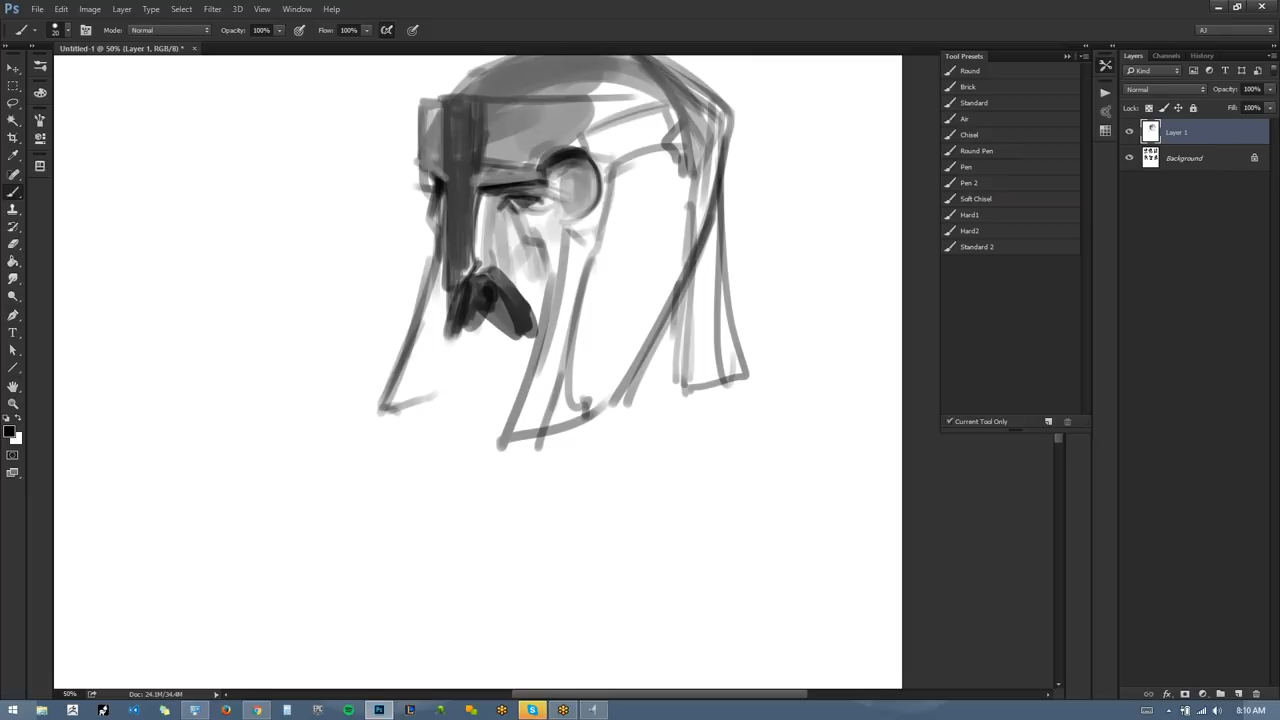 Ps File Edit Image Layer Type Select Filter 3D View Window Help
20 Mode: Normal Opacity: 100% Flow: 100% AJ
Untitled-1 @ 50% (Layer 1, RGB/8) * ×
Tool Presets
Round
Brick
Standard
Air
Chisel
Round Pen
Pen
Pen 2
Soft Chisel
Hard1
Hard2
Standard 2
Current Tool Only
Layers Channels History
Kind
Normal Opacity: 100%
Lock: Fill: 100%
Layer 1
Background
50% Doc: 24.1M/34.4M
8:10 AM